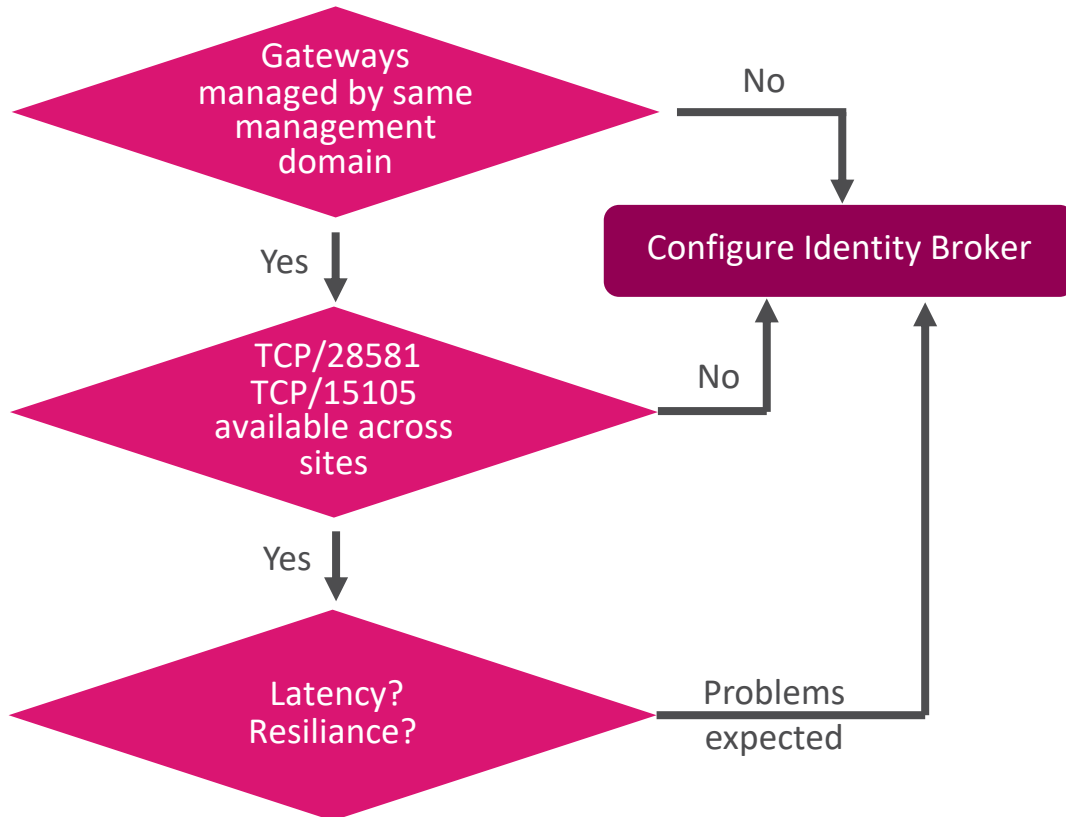 Gateways
managed by same
management
domain
No
Configure Identity Broker
Yes
TCP/28581
TCP/15105
available across
sites
No
Yes
Latency?
Resiliance?
Problems
expected